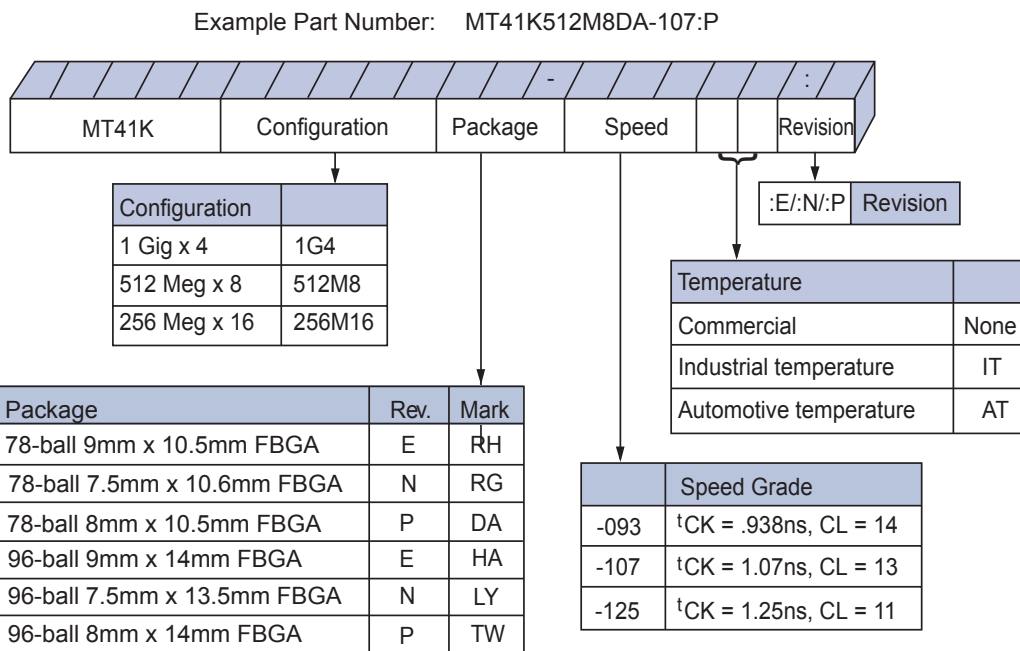 Example Part Number: MT41K512M8DA-107:P
- :
MT41K Configuration Package Speed Revision
:E/:N/:P Revision
Configuration
1 Gig x 4 1G4
512 Meg x 8 512M8
256 Meg x 16 256M16
Temperature
Commercial None
Industrial temperature IT
Automotive temperature AT
Package Rev. Mark
78-ball 9mm x 10.5mm FBGA E RH
78-ball 7.5mm x 10.6mm FBGA N RG
78-ball 8mm x 10.5mm FBGA P DA
96-ball 9mm x 14mm FBGA E HA
96-ball 7.5mm x 13.5mm FBGA N LY
96-ball 8mm x 14mm FBGA P TW
Speed Grade
-093 tCK = .938ns, CL = 14
-107 tCK = 1.07ns, CL = 13
-125 tCK = 1.25ns, CL = 11